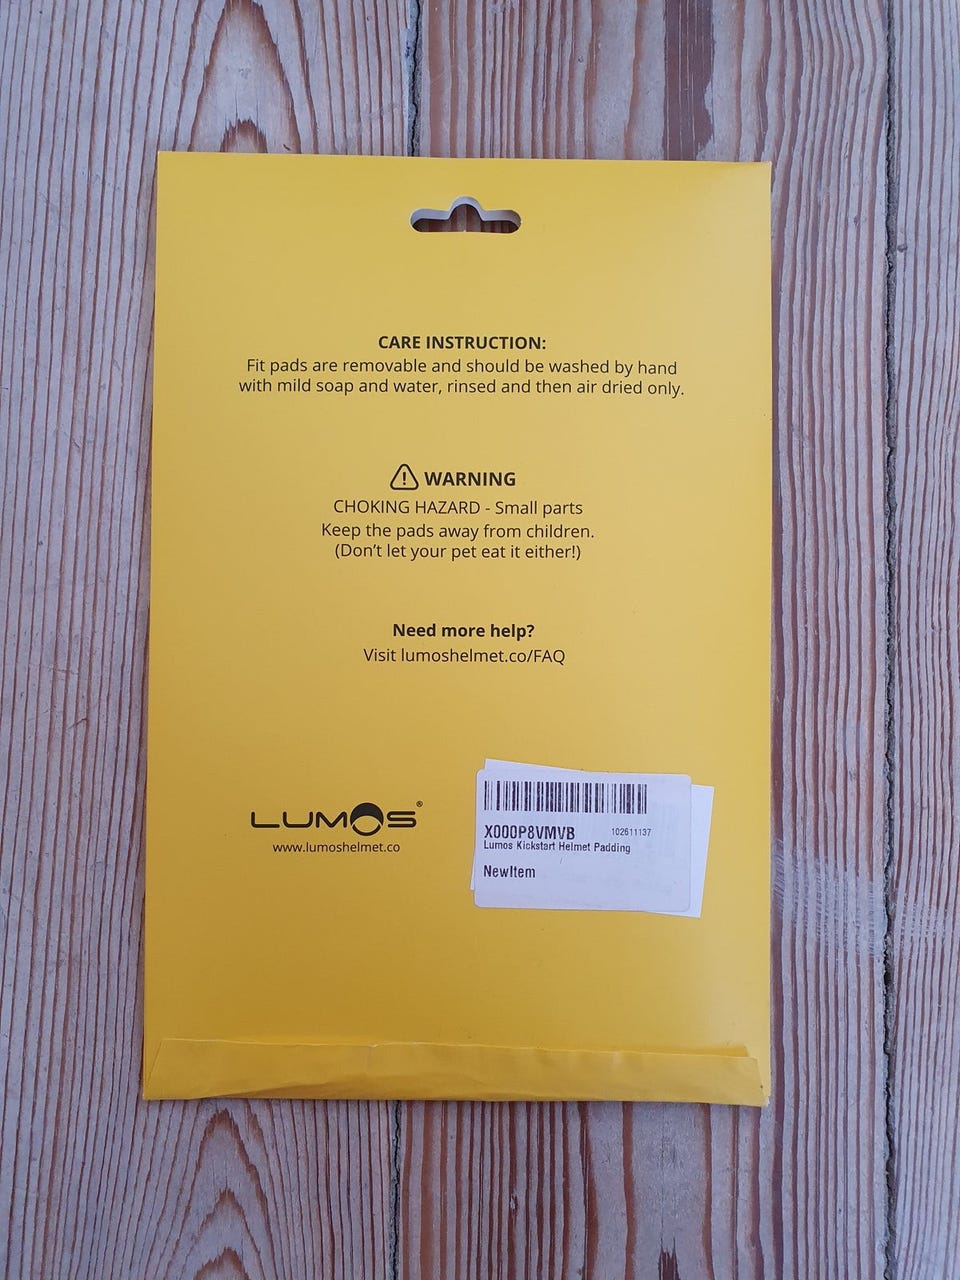 CARE INSTRUCTION:
Fit pads are removable and should be washed by hand
with mild soap and water, rinsed and then air dried only.
WARNING
CHOKING HAZARD - Small parts
Keep the pads away from children.
(Don't let your pet eat it either!)
Need more help?
Visit lumoshelmet.co/FAQ
LUMOS®
www.lumoshelmet.co
X000P8VMVB 102611137
Lumos Kickstart Helmet Padding
NewItem